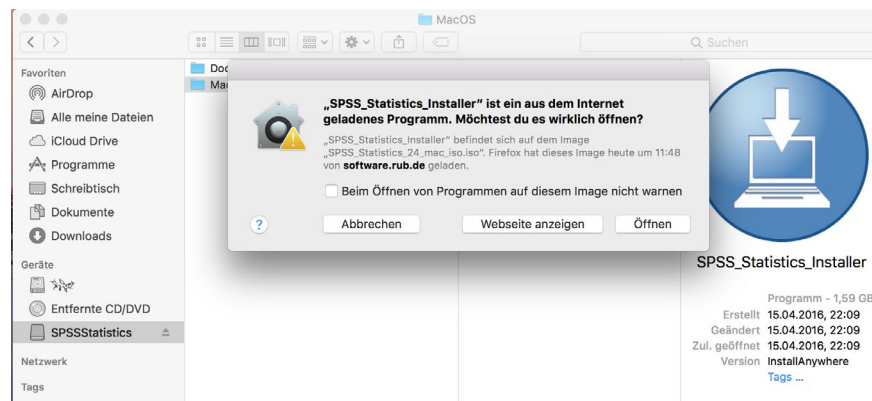 MacOS
Suchen
Favoriten
AirDrop
Alle meine Dateien
iCloud Drive
Programme
Schreibtisch
Dokumente
Downloads
Geräte
Entfernte CD/DVD
SPSSStatistics
Netzwerk
Tags
Doc
Mac
„SPSS_Statistics_Installer“ ist ein aus dem Internet
geladenes Programm. Möchtest du es wirklich öffnen?
„SPSS_Statistics_Installer“ befindet sich auf dem Image
„SPSS_Statistics_24_mac_iso.iso“. Firefox hat dieses Image heute um 11:48
von software.rub.de geladen.
Beim Öffnen von Programmen auf diesem Image nicht warnen
?
Abbrechen
Webseite anzeigen
Öffnen
SPSS_Statistics_Installer
Programm - 1,59 GB
Erstellt 15.04.2016, 22:09
Geändert 15.04.2016, 22:09
Zul. geöffnet 15.04.2016, 22:09
Version InstallAnywhere
Tags ...